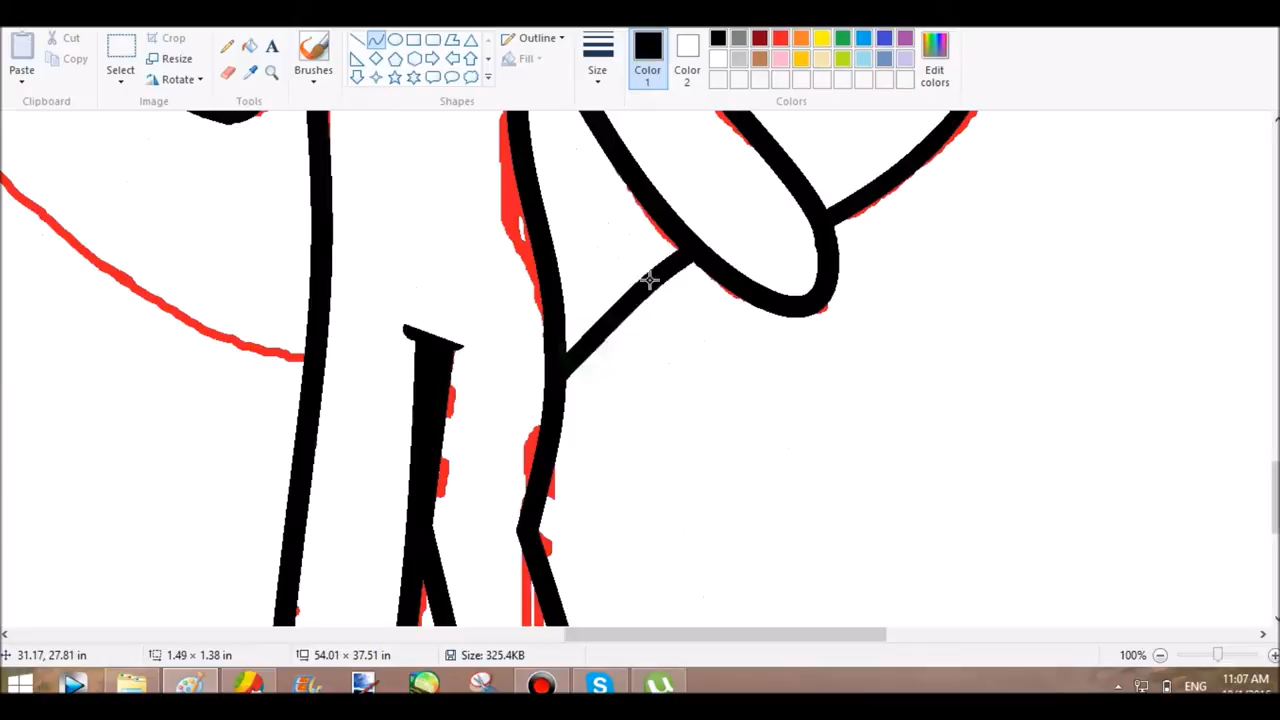 Cut
Copy
Paste
Clipboard
Crop
Resize
Rotate
Select
Image
A
Tools
Brushes
Outline
Fill
Shapes
Size
Color 1
Color 2
Edit colors
Colors
31.17, 27.81 in
1.49 × 1.38 in
54.01 × 37.51 in
Size: 325.4KB
100%
ENG
11:07 AM